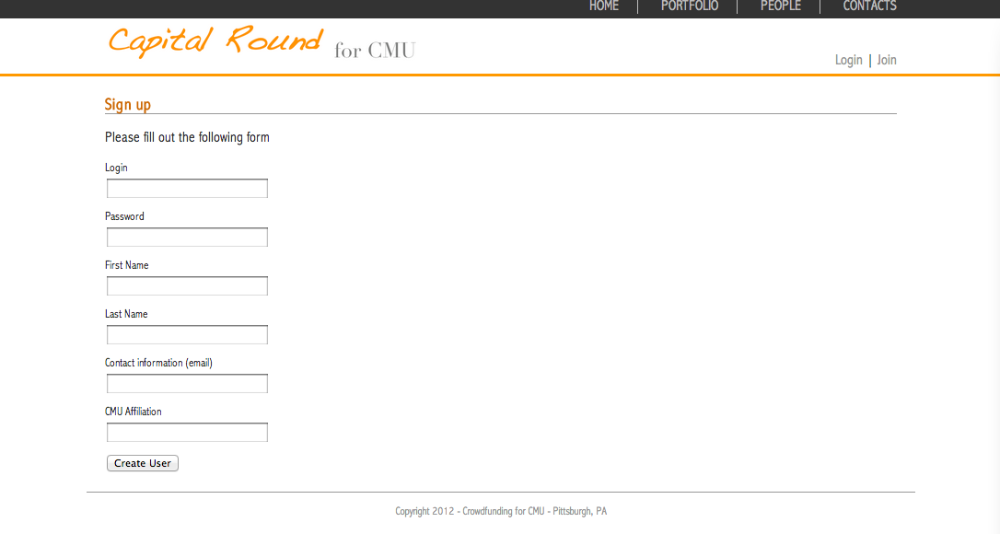 HOME PORTFOLIO PEOPLE CONTACTS
Capital Round for CMU
Login | Join
Sign up
Please fill out the following form
Login
Password
First Name
Last Name
Contact information (email)
CMU Affiliation
Create User
Copyright 2012 - Crowdfunding for CMU - Pittsburgh, PA